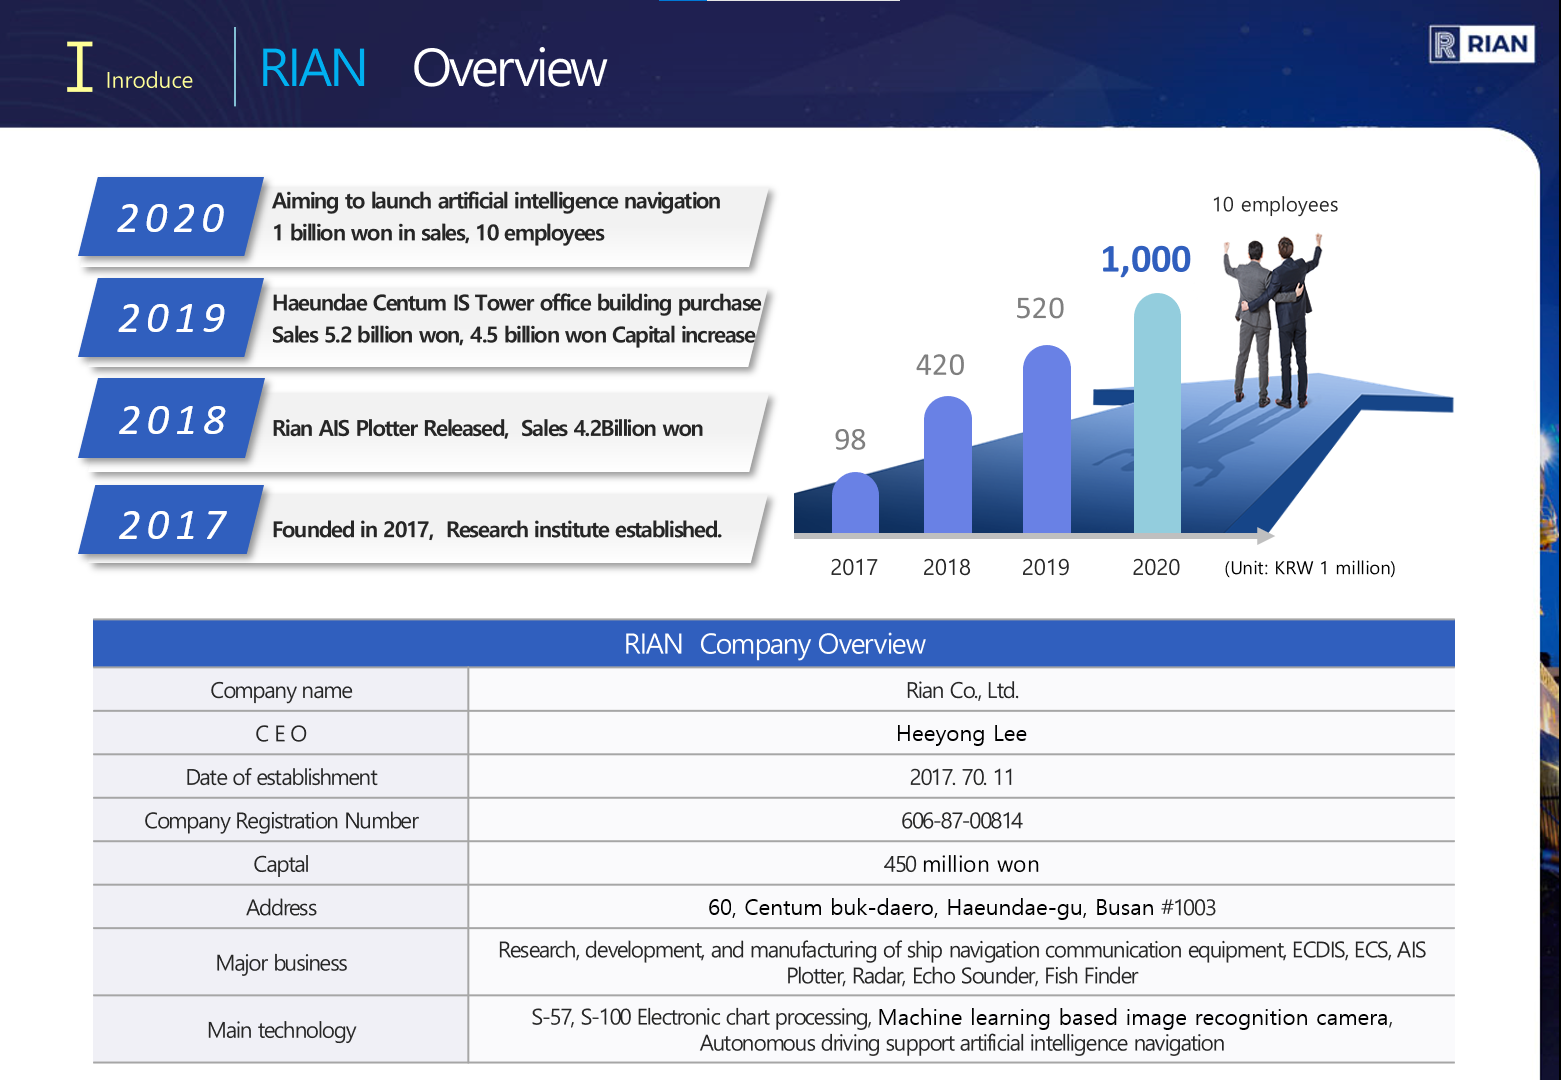 I Inroduce
RIAN Overview
RIAN
2020
Aiming to launch artificial intelligence navigation
1 billion won in sales, 10 employees
2019
Haeundae Centum IS Tower office building purchase
Sales 5.2 billion won, 4.5 billion won Capital increase
2018
Rian AIS Plotter Released, Sales 4.2Billion won
2017
Founded in 2017, Research institute established.
10 employees
1,000
520
420
98
2017 2018 2019 2020 (Unit: KRW 1 million)
RIAN Company Overview
Company name Rian Co., Ltd.
C E O Heeyong Lee
Date of establishment 2017. 70. 11
Company Registration Number 606-87-00814
Captal 450 million won
Address 60, Centum buk-daero, Haeundae-gu, Busan #1003
Major business Research, development, and manufacturing of ship navigation communication equipment, ECDIS, ECS, AIS
Plotter, Radar, Echo Sounder, Fish Finder
Main technology S-57, S-100 Electronic chart processing, Machine learning based image recognition camera,
Autonomous driving support artificial intelligence navigation